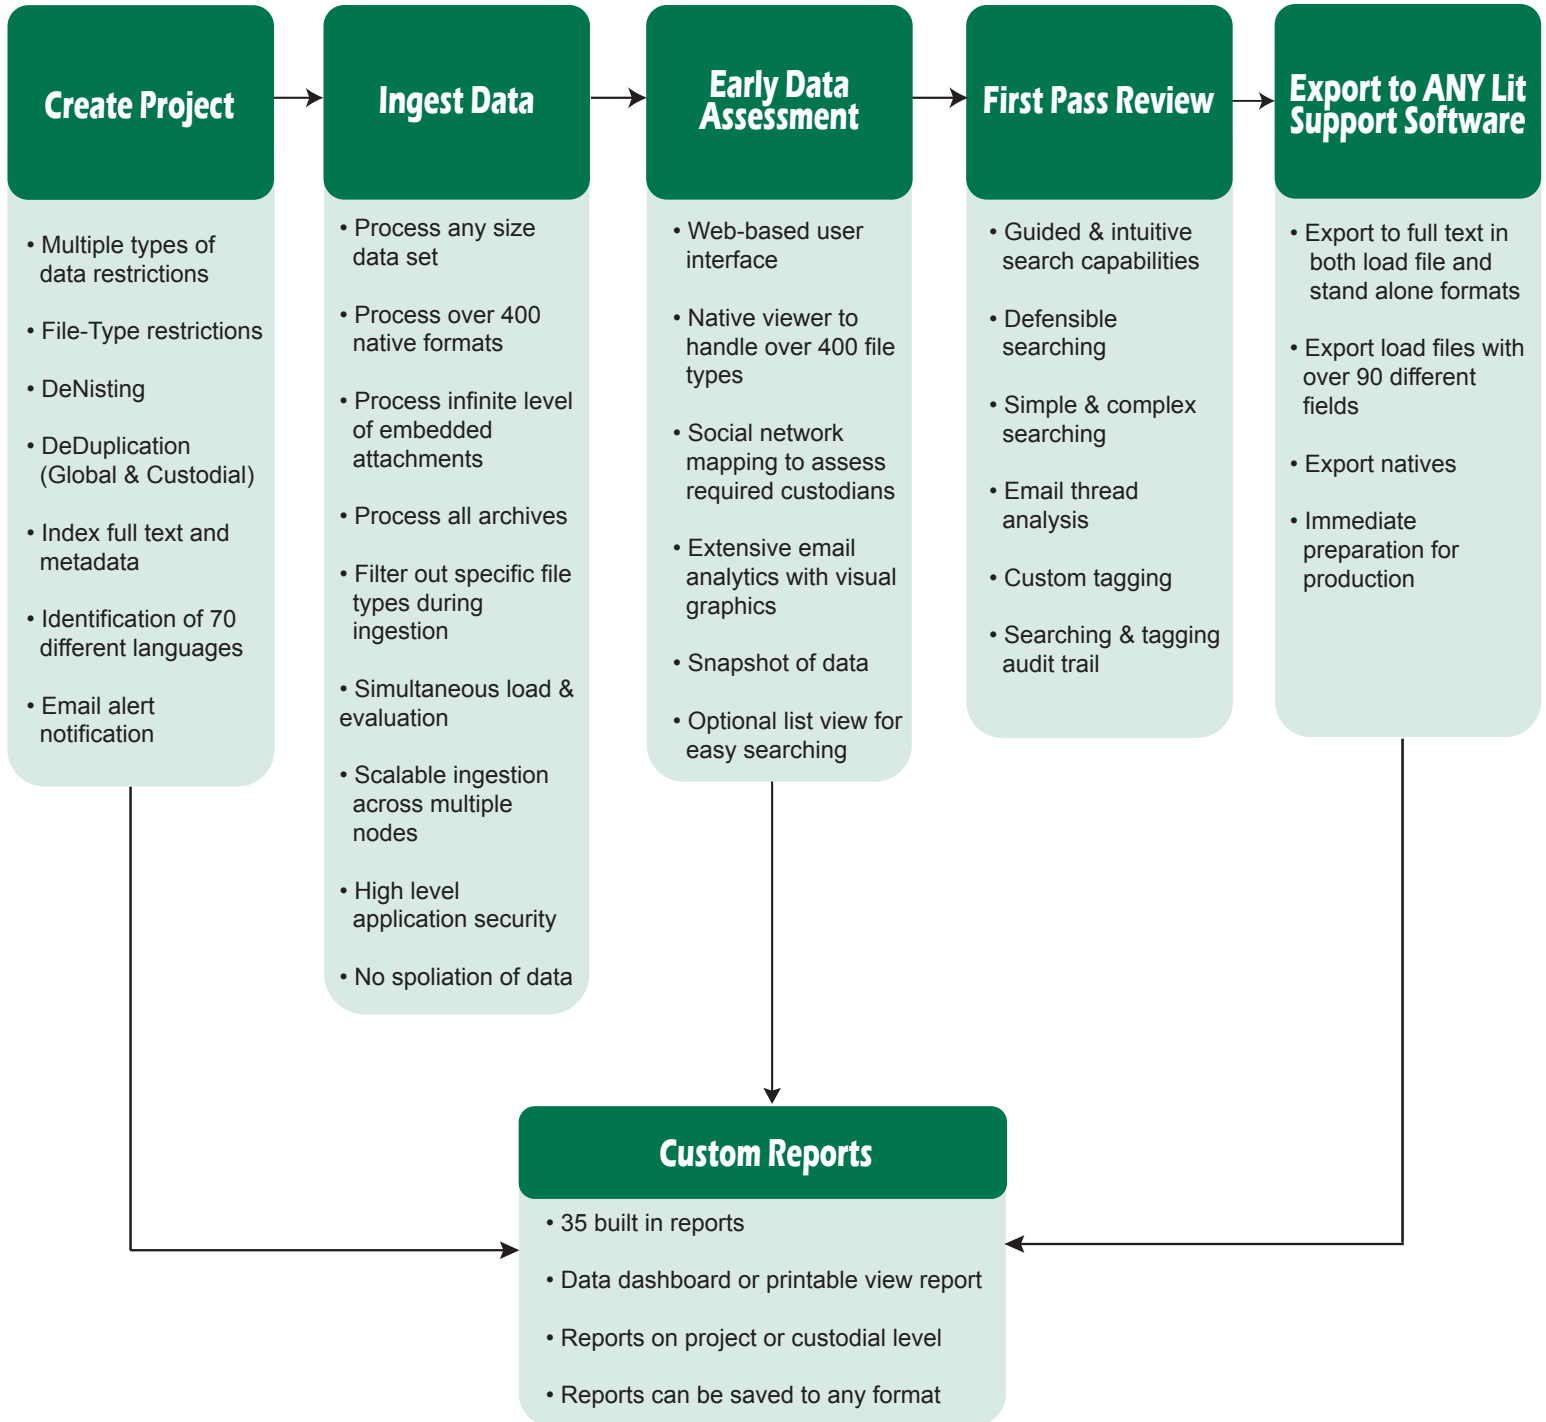 Create Project
• Multiple types of
data restrictions
• File-Type restrictions
• DeNisting
• DeDuplication
(Global & Custodial)
• Index full text and
metadata
• Identification of 70
different languages
• Email alert
notification
Ingest Data
• Process any size
data set
• Process over 400
native formats
• Process infinite level
of embedded
attachments
• Process all archives
• Filter out specific file
types during
ingestion
• Simultaneous load &
evaluation
• Scalable ingestion
across multiple
nodes
• High level
application security
• No spoliation of data
Early Data
Assessment
• Web-based user
interface
• Native viewer to
handle over 400 file
types
• Social network
mapping to assess
required custodians
• Extensive email
analytics with visual
graphics
• Snapshot of data
• Optional list view for
easy searching
First Pass Review
• Guided & intuitive
search capabilities
• Defensible
searching
• Simple & complex
searching
• Email thread
analysis
• Custom tagging
• Searching & tagging
audit trail
Export to ANY Lit
Support Software
• Export to full text in
both load file and
stand alone formats
• Export load files with
over 90 different
fields
• Export natives
• Immediate
preparation for
production
Custom Reports
• 35 built in reports
• Data dashboard or printable view report
• Reports on project or custodial level
• Reports can be saved to any format